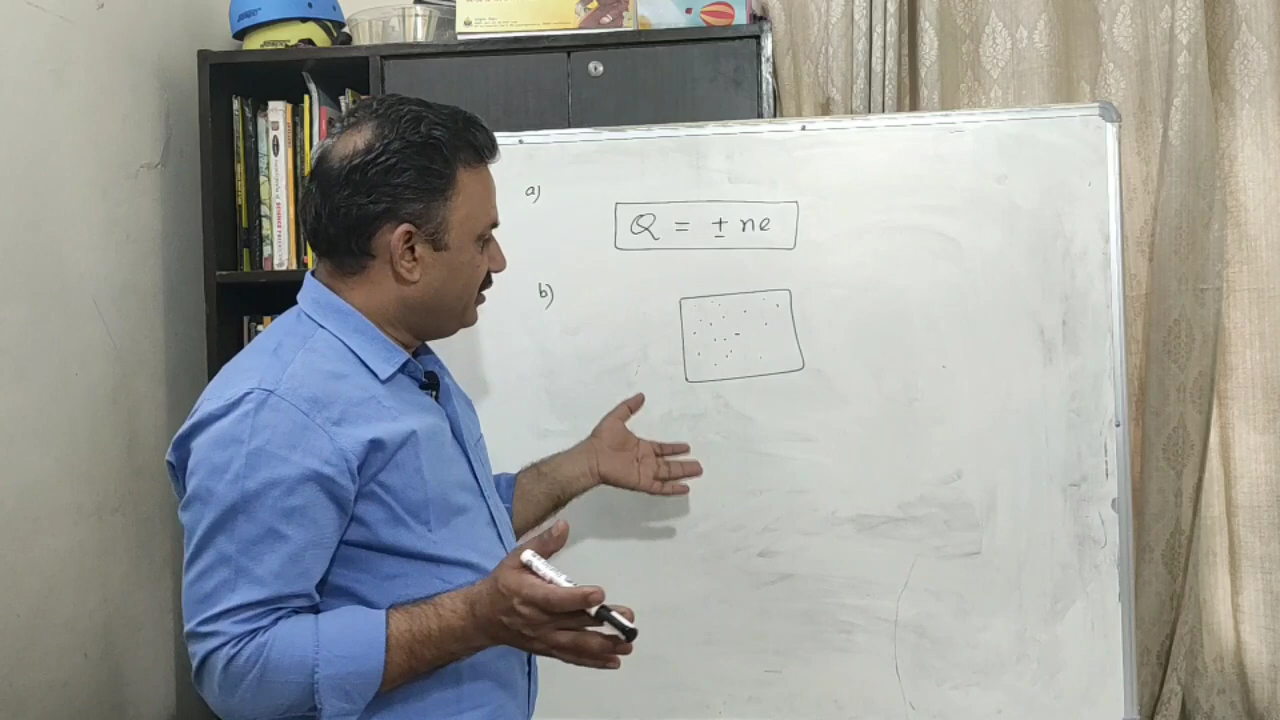 a)
Q = ± ne
b)